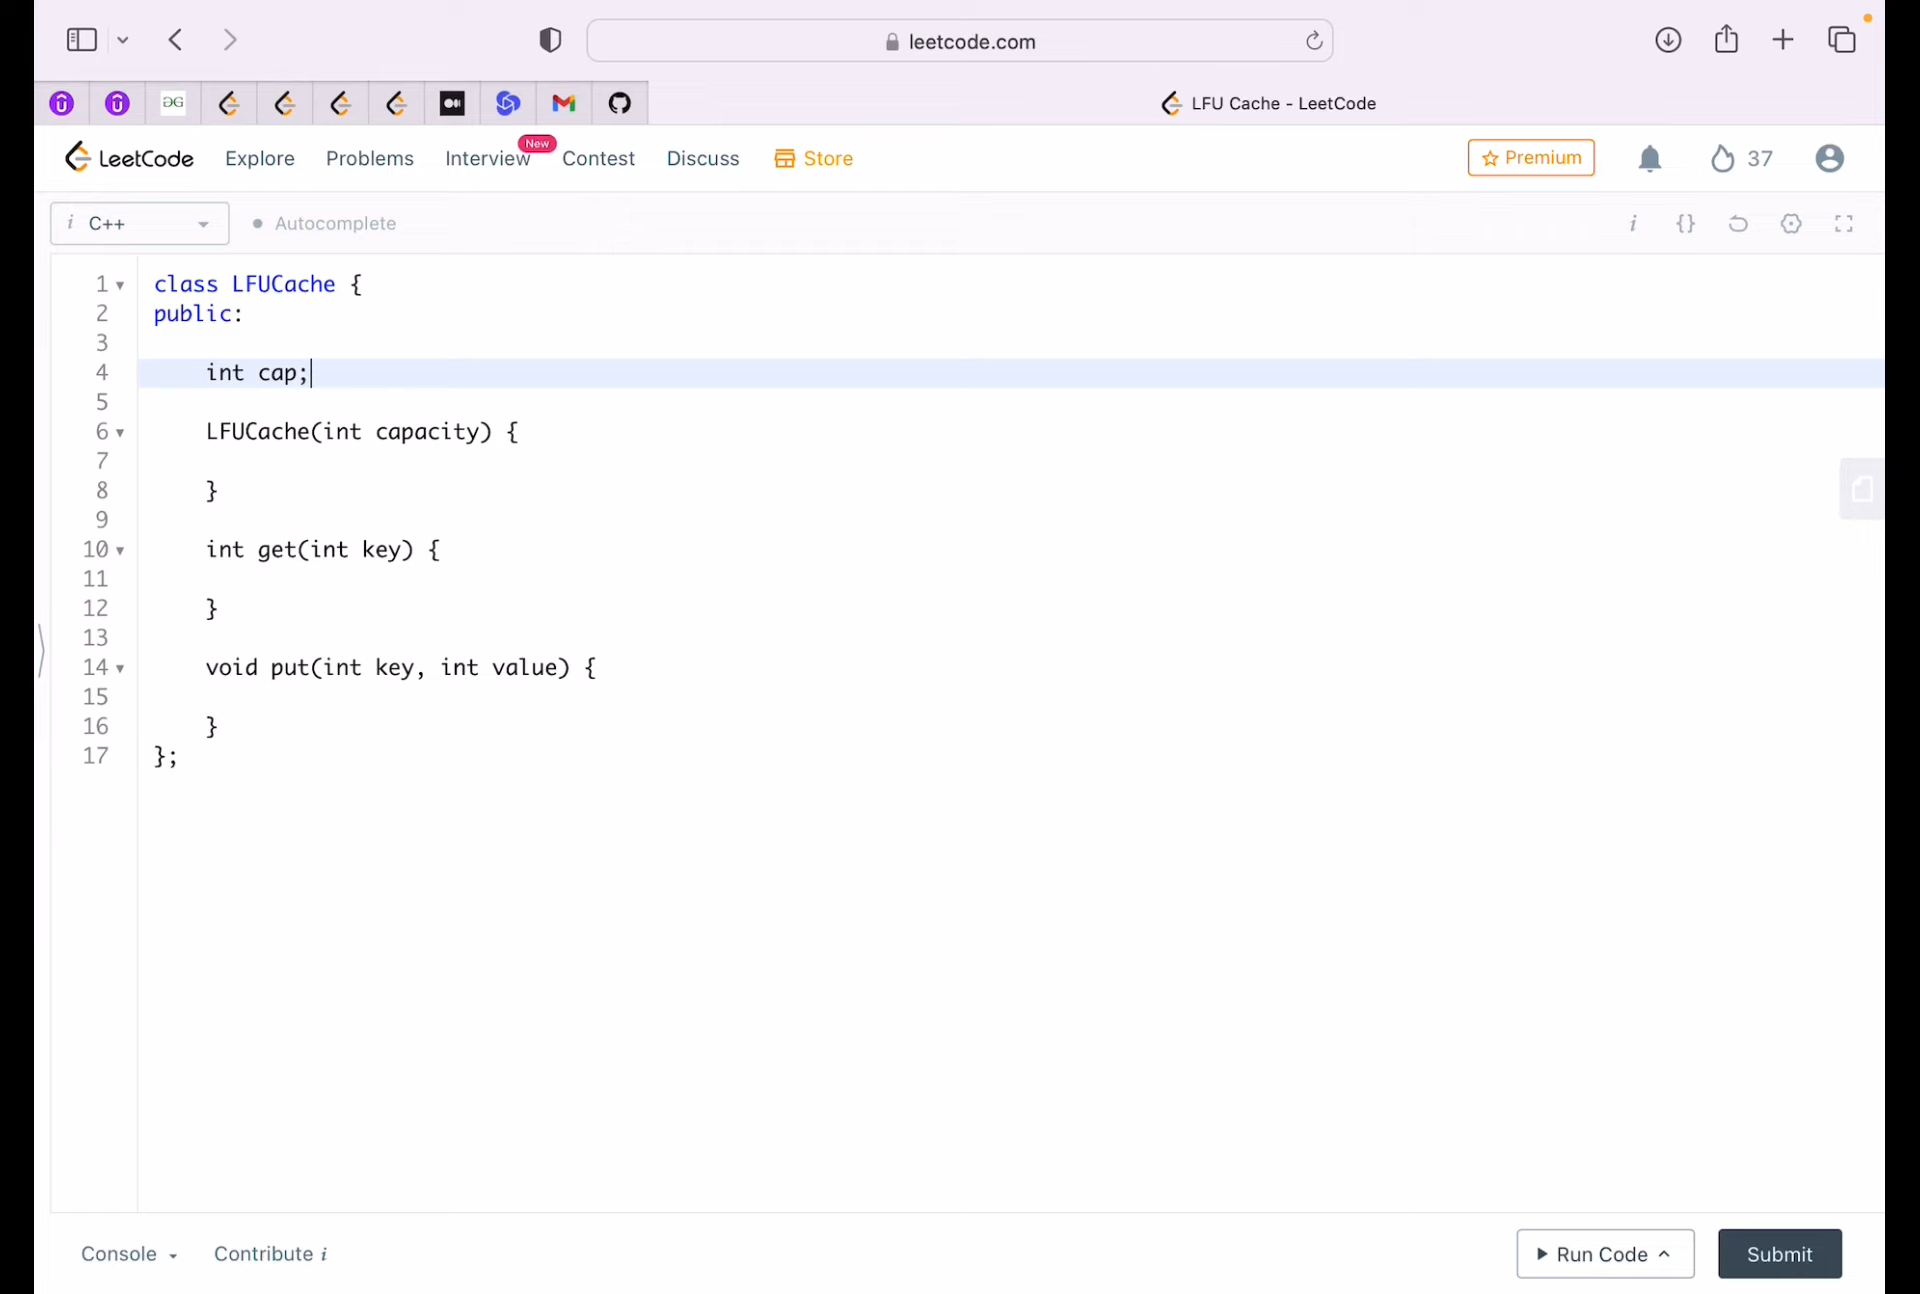 leetcode.com
LFU Cache - LeetCode
LeetCode Explore Problems Interview New Contest Discuss Store Premium 37
i C++ Autocomplete i {}
1 class LFUCache {
2 public:
3
4 int cap;
5
6 LFUCache(int capacity) {
7
8 }
9
10 int get(int key) {
11
12 }
13
14 void put(int key, int value) {
15
16 }
17 };
Console Contribute i Run Code Submit